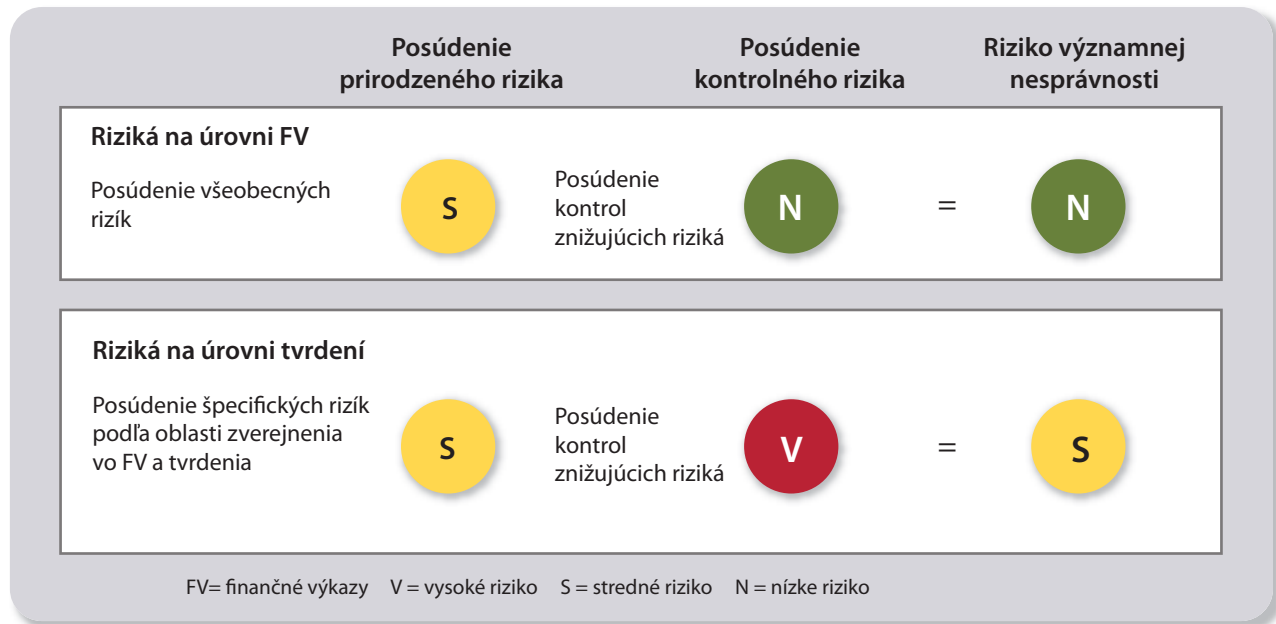 Posúdenie
prirodzeného rizika
Posúdenie
kontrolného rizika
Riziko významnej
nesprávnosti
Riziká na úrovni FV
Posúdenie všeobecných
rizík
S
Posúdenie
kontrol
znižujúcich riziká
N
=
N
Riziká na úrovni tvrdení
Posúdenie špecifických rizík
podľa oblasti zverejnenia
vo FV a tvrdenia
S
Posúdenie
kontrol
znižujúcich riziká
V
=
S
FV= finančné výkazy V = vysoké riziko S = stredné riziko N = nízke riziko